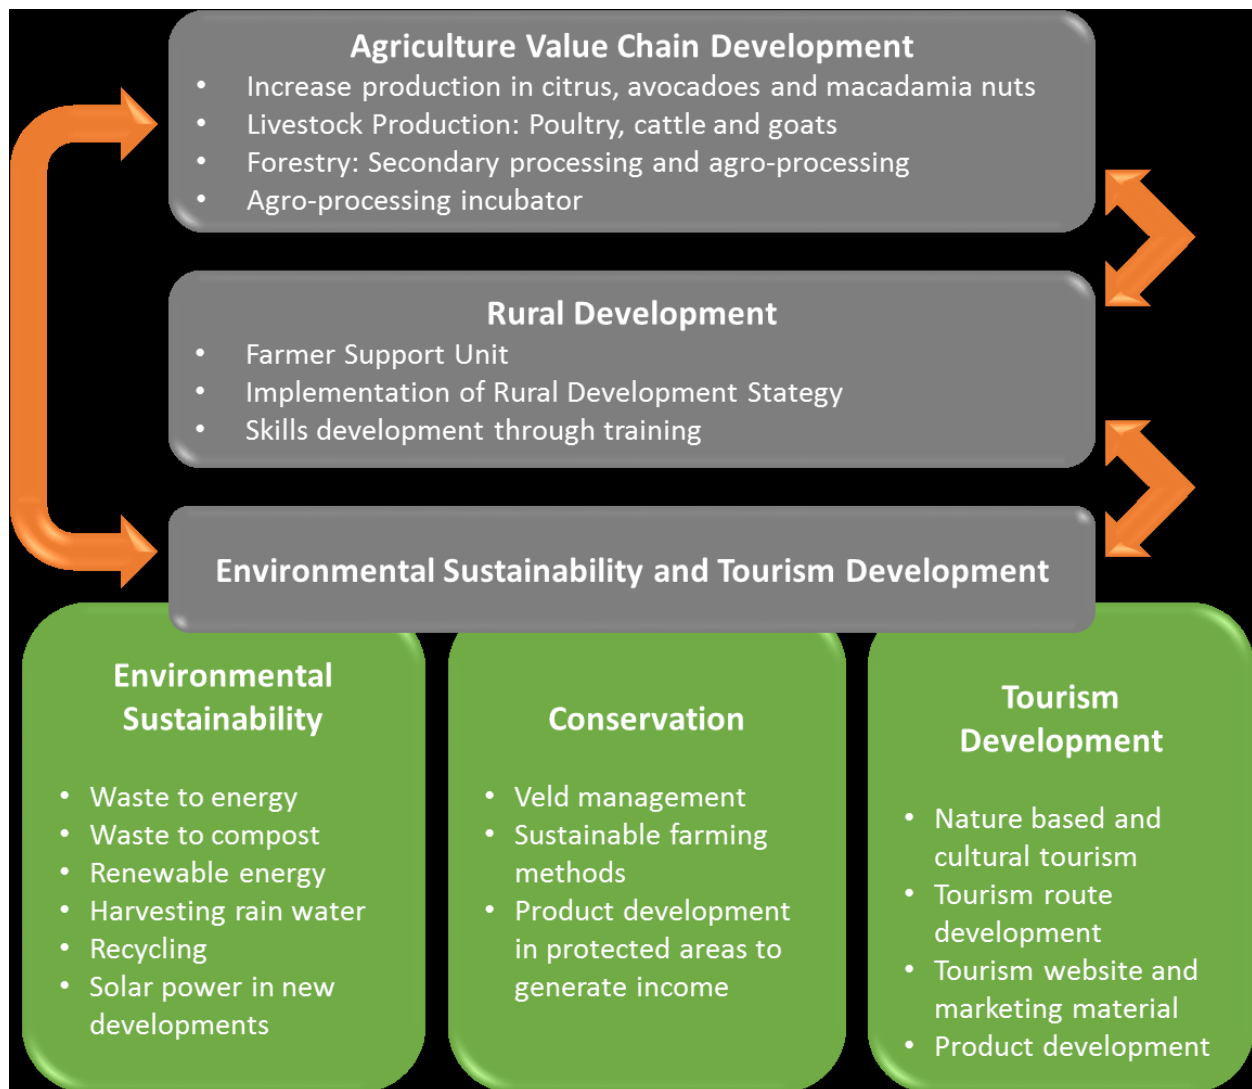 Agriculture Value Chain Development
• Increase production in citrus, avocadoes and macadamia nuts
• Livestock Production: Poultry, cattle and goats
• Forestry: Secondary processing and agro-processing
• Agro-processing incubator
Rural Development
• Farmer Support Unit
• Implementation of Rural Development Stategy
• Skills development through training
Environmental Sustainability and Tourism Development
Environmental
Sustainability
• Waste to energy
• Waste to compost
• Renewable energy
• Harvesting rain water
• Recycling
• Solar power in new
developments
Conservation
• Veld management
• Sustainable farming
methods
• Product development
in protected areas to
generate income
Tourism
Development
• Nature based and
cultural tourism
• Tourism route
development
• Tourism website and
marketing material
• Product development